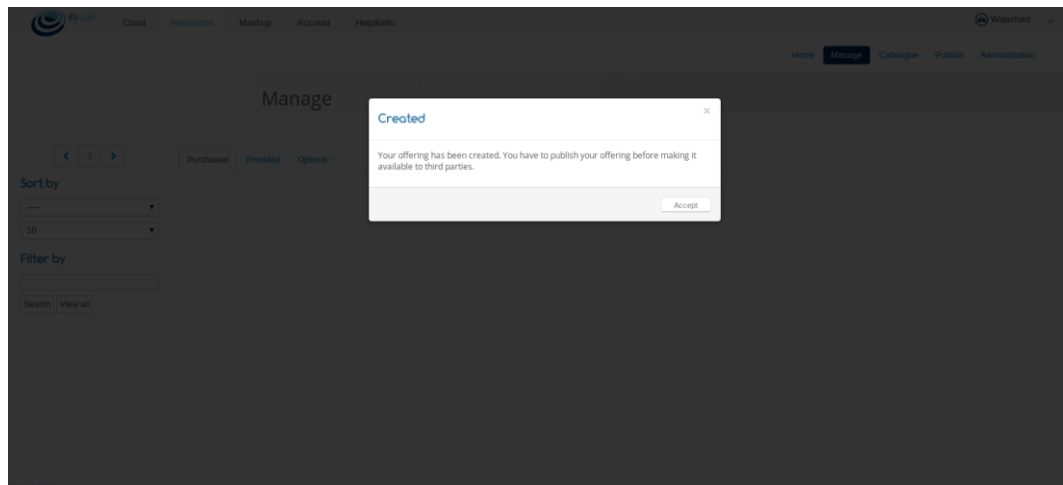 FI-Lab
Cloud
Resources
Mashup
Account
Help&Info
Waterford
Home
Manage
Catalogue
Publish
Administration
Manage
Created
×
Your offering has been created. You have to publish your offering before making it
available to third parties.
Accept
1
Purchased
Provided
Options
Sort by
----
10
Filter by
Search
View all